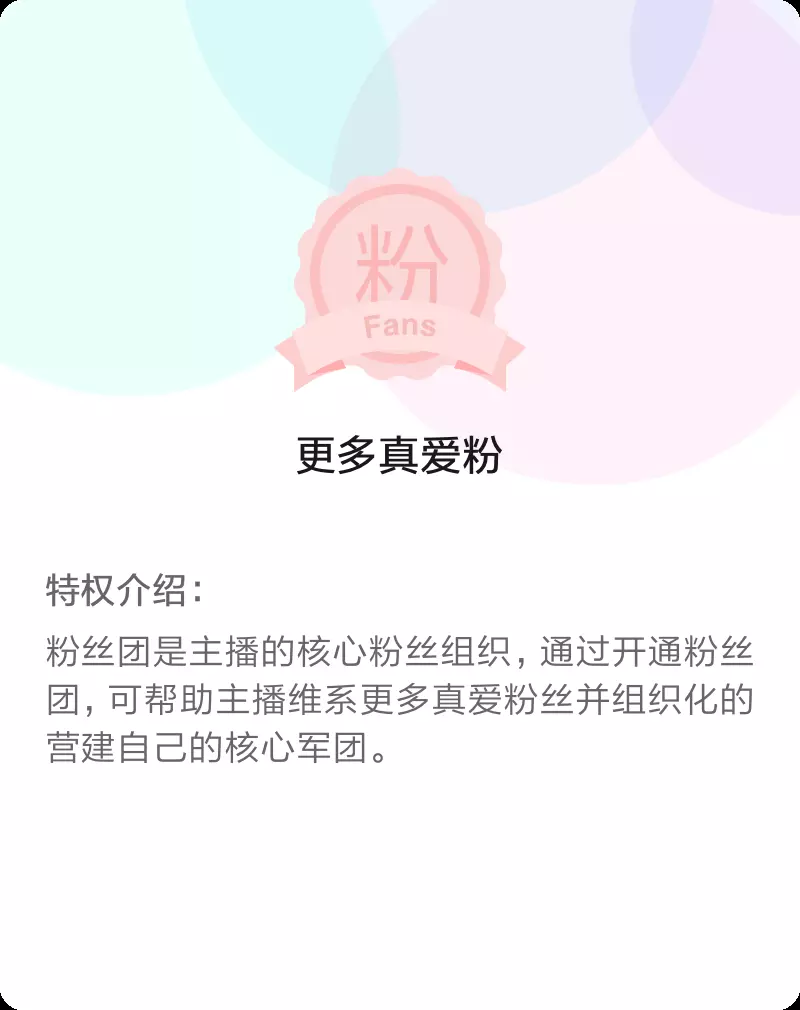 粉
Fans
更多真爱粉
特权介绍：
粉丝团是主播的核心粉丝组织，通过开通粉丝
团，可帮助主播维系更多真爱粉丝并组织化的
营建自己的核心军团。